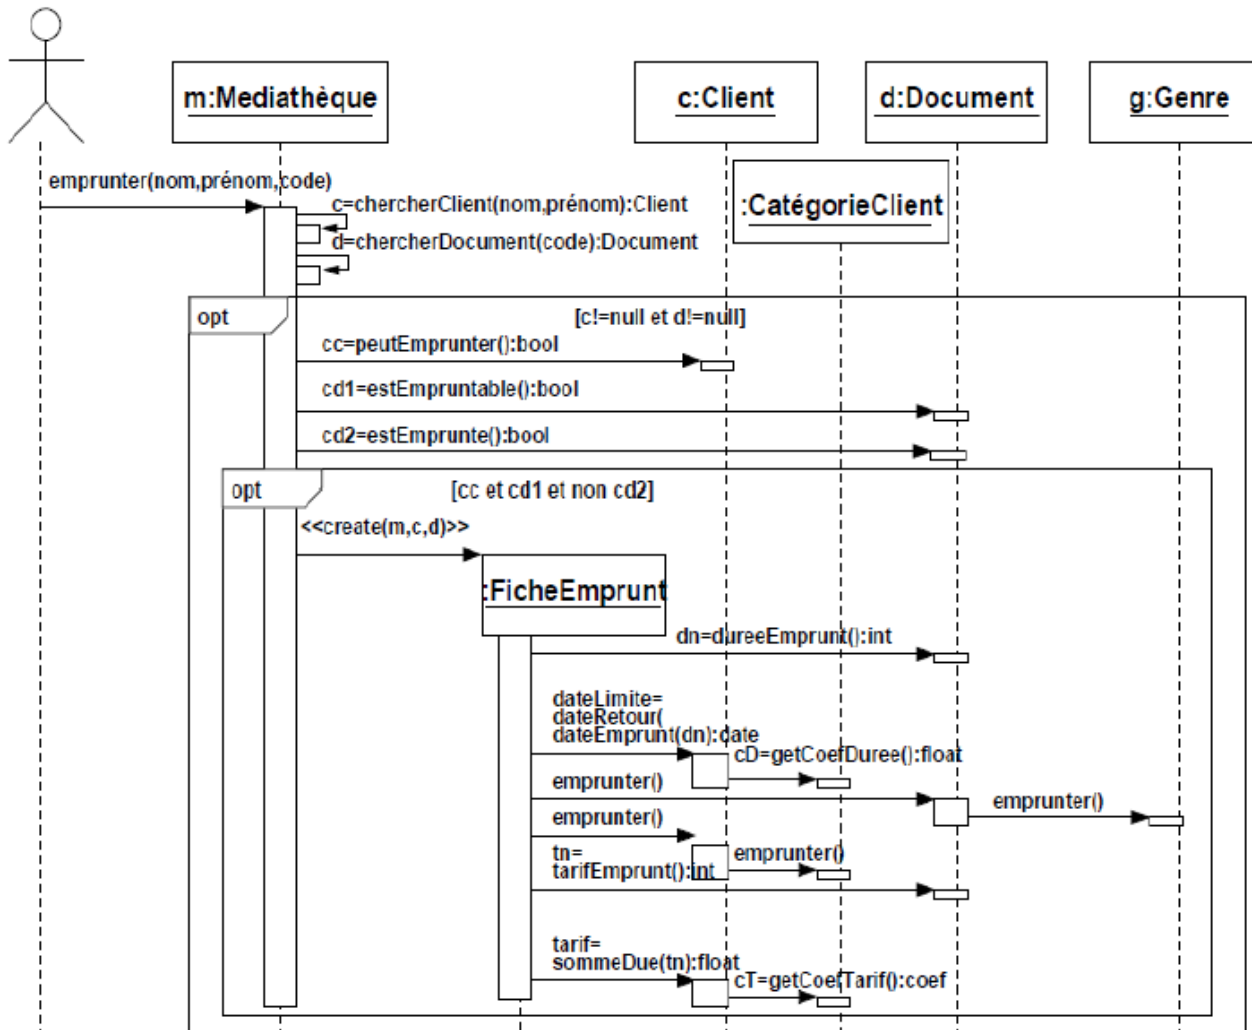 m:Mediathèque
c:Client
d:Document
g:Genre
emprunter(nom,prénom,code)
c=chercherClient(nom,prénom):Client
:CatégorieClient
d=chercherDocument(code):Document
opt
[c!=null et d!=null]
cc=peutEmprunter():bool
cd1=estEmpruntable():bool
cd2=estEmprunte():bool
opt
[cc et cd1 et non cd2]
<<create(m,c,d)>>
:FicheEmprunt
dn=dureeEmprunt():int
dateLimite=
dateRetour(
dateEmprunt(dn):date
cD=getCoefDuree():float
emprunter()
emprunter()
emprunter()
tn=
tarifEmprunt():int
emprunter()
tarif=
sommeDue(tn):float
cT=getCoefTarif():coef